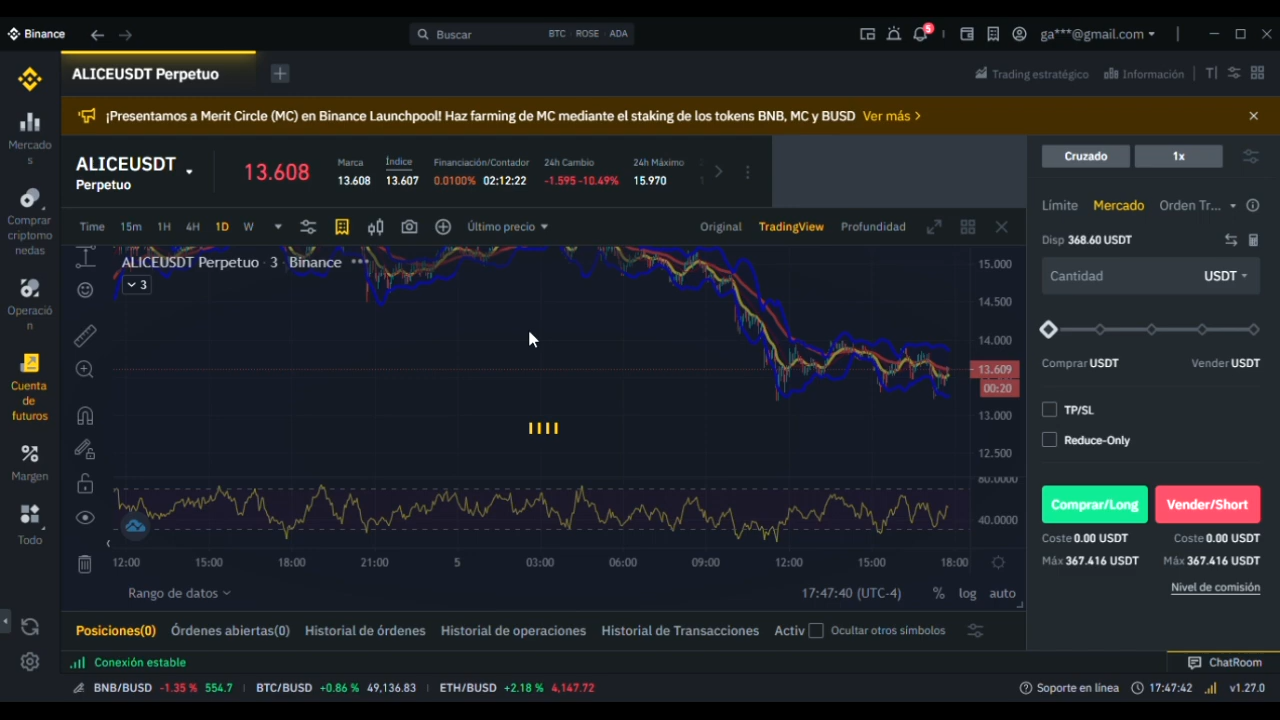 Binance
Buscar BTC ROSE ADA
5
ga***@gmail.com
ALICEUSDT Perpetuo
Trading estratégico Información
¡Presentamos a Merit Circle (MC) en Binance Launchpool! Haz farming de MC mediante el staking de los tokens BNB, MC y BUSD Ver más >
Mercado
s
Comprar
criptomo
nedas
Operació
n
Cuenta
de
futuros
Margen
Todo
ALICEUSDT
Perpetuo
13.608
Marca
13.608
Índice
13.607
Financiación/Contador
0.0100% 02:12:22
24h Cambio
-1.595 -10.49%
24h Máximo
15.970
Time 15m 1H 4H 1D W
Último precio
Original TradingView Profundidad
ALICEUSDT Perpetuo · 3 · Binance
3
15.000
14.500
14.000
13.609
00:20
13.000
12.500
80.0000
40.0000
12:00 15:00 18:00 21:00 5 03:00 06:00 09:00 12:00 15:00 18:00
Rango de datos
17:47:40 (UTC-4) % log auto
Posiciones(0) Órdenes abiertas(0) Historial de órdenes Historial de operaciones Historial de Transacciones Activ Ocultar otros símbolos
Cruzado 1x
Límite Mercado Orden Tr...
Disp 368.60 USDT
Cantidad USDT
Comprar USDT Vender USDT
TP/SL
Reduce-Only
Comprar/Long Vender/Short
Coste 0.00 USDT Coste 0.00 USDT
Máx 367.416 USDT Máx 367.416 USDT
Nivel de comisión
Conexión estable
ChatRoom
BNB/BUSD -1.35 % 554.7 BTC/BUSD +0.86 % 49,136.83 ETH/BUSD +2.18 % 4,147.72
Soporte en línea 17:47:42 v1.27.0